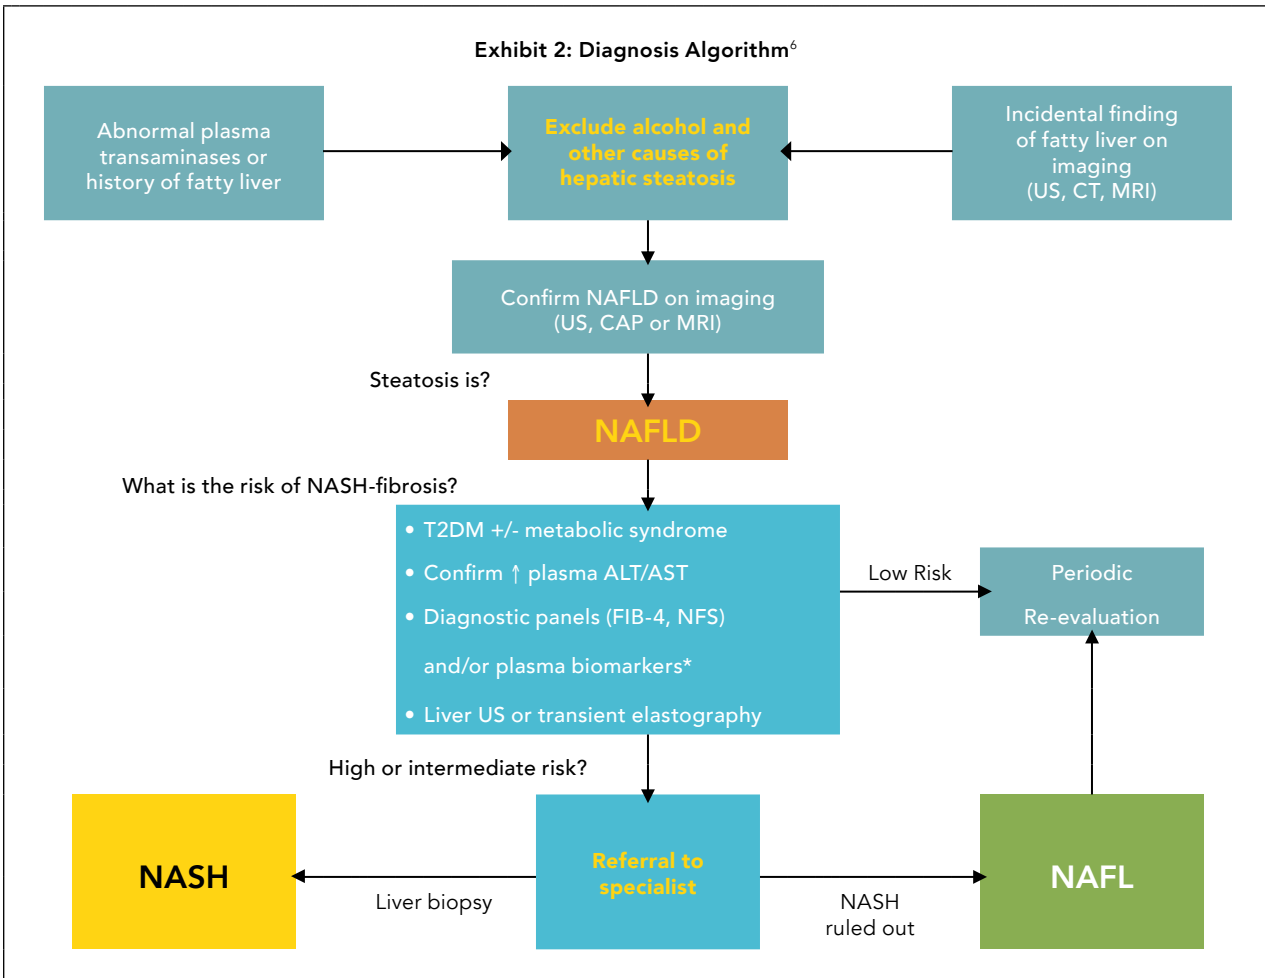 Exhibit 2: Diagnosis Algorithm6
Abnormal plasma
transaminases or
history of fatty liver
Exclude alcohol and
other causes of
hepatic steatosis
Incidental finding
of fatty liver on
imaging
(US, CT, MRI)
Confirm NAFLD on imaging
(US, CAP or MRI)
Steatosis is?
NAFLD
What is the risk of NASH-fibrosis?
• T2DM +/- metabolic syndrome
• Confirm ↑ plasma ALT/AST
• Diagnostic panels (FIB-4, NFS)
and/or plasma biomarkers*
• Liver US or transient elastography
Low Risk
Periodic
Re-evaluation
High or intermediate risk?
NASH
Liver biopsy
Referral to
specialist
NASH
ruled out
NAFL